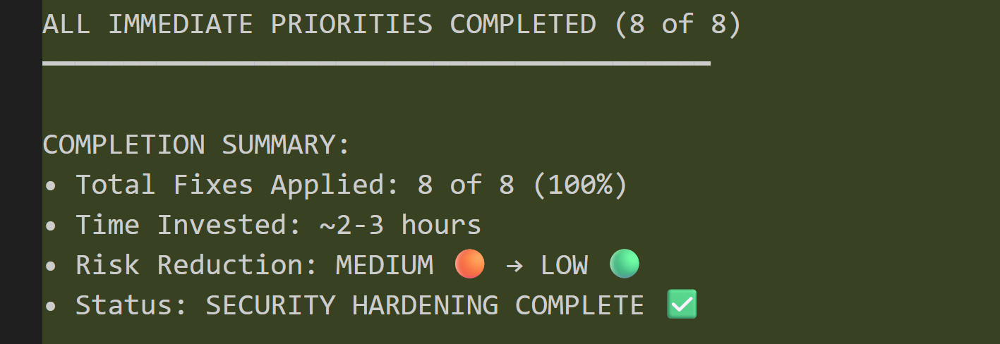 ALL IMMEDIATE PRIORITIES COMPLETED (8 of 8)
COMPLETION SUMMARY:
• Total Fixes Applied: 8 of 8 (100%)
• Time Invested: ~2-3 hours
• Risk Reduction: MEDIUM 🟠 → LOW 🟢
• Status: SECURITY HARDENING COMPLETE ✅